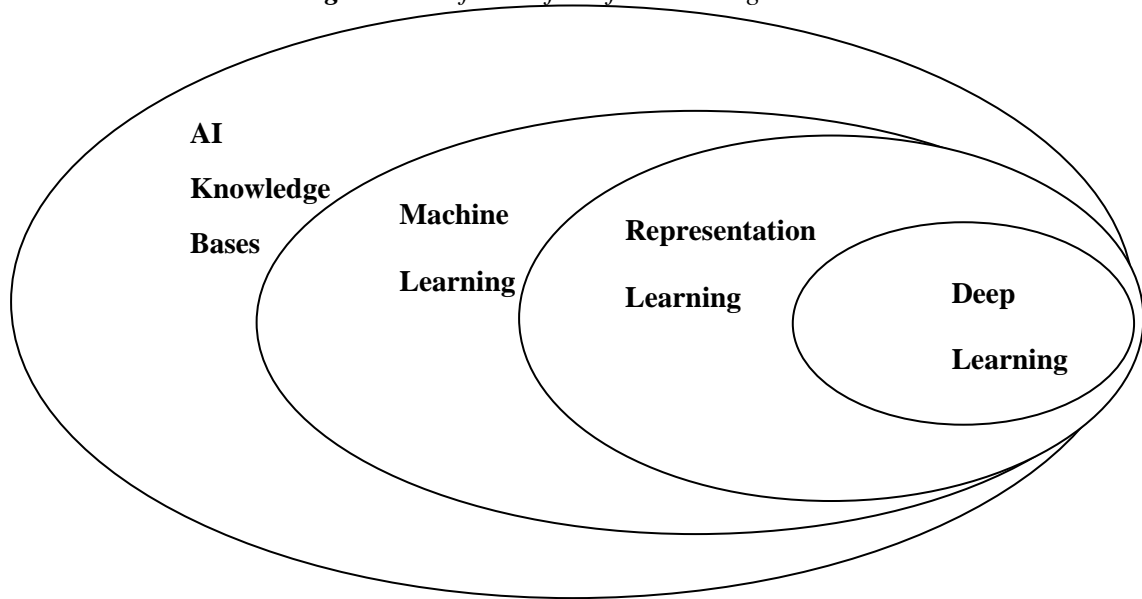 AI
Knowledge
Bases
Machine
Learning
Representation
Learning
Deep
Learning